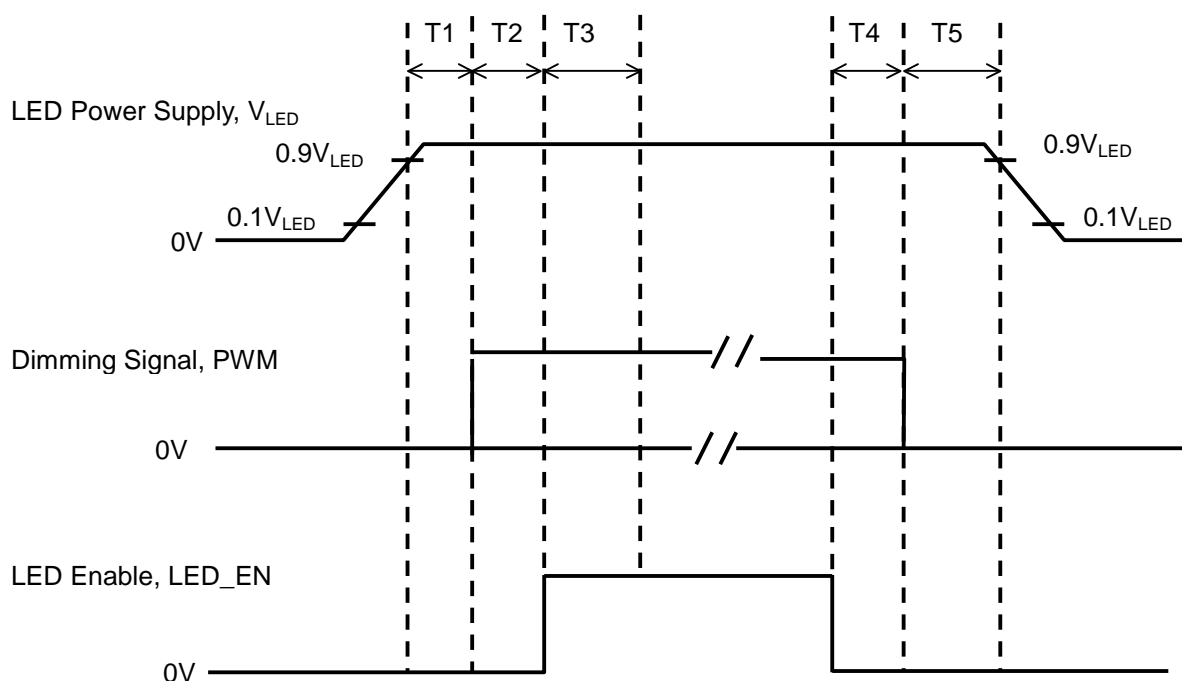 T1 T2 T3 T4 T5
LED Power Supply, VLED
0.9VLED 0.9VLED
0.1VLED 0.1VLED
0V
Dimming Signal, PWM
0V
LED Enable, LED_EN
0V